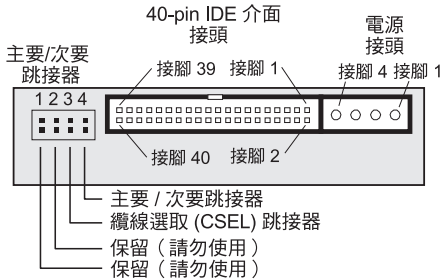 40-pin IDE 介面
接頭
電源
接頭
主要/次要
跳接器
接腳 39
接腳 1
接腳 4
接腳 1
1 2 3 4
接腳 40
接腳 2
主要 / 次要跳接器
纜線選取 (CSEL) 跳接器
保留（請勿使用）
保留（請勿使用）